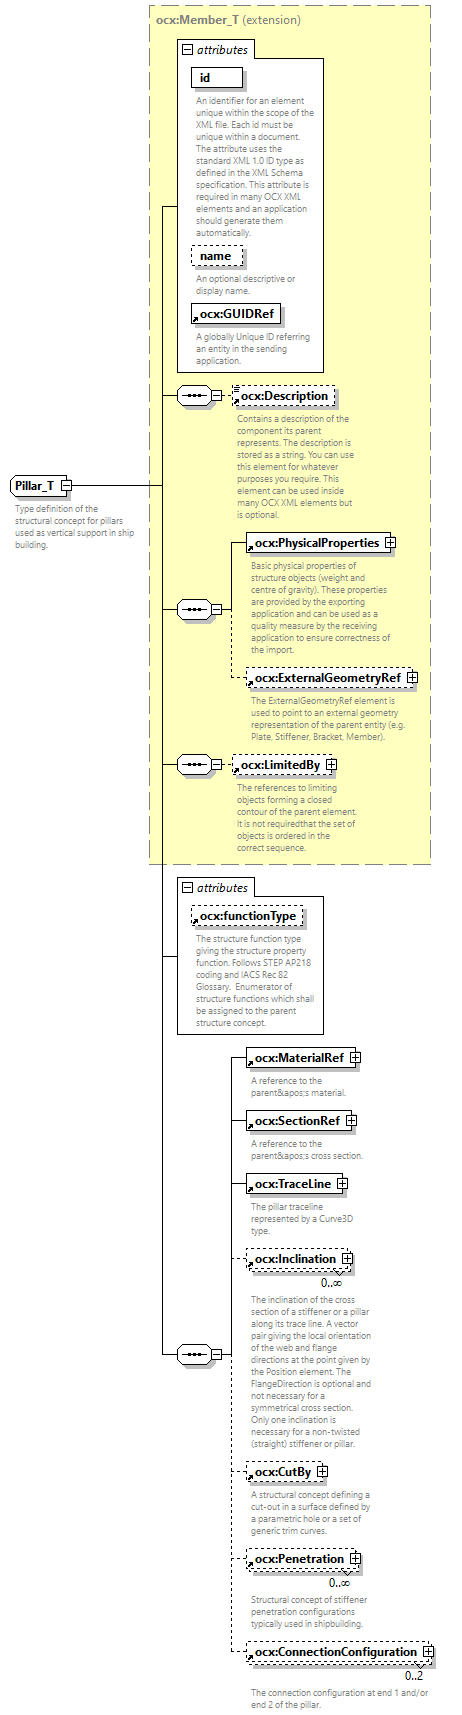 ocx:Member_T (extension)
attributes
id
An identifier for an element
unique within the scope of the
XML file. Each id must be
unique within a document.
The attribute uses the
standard XML 1.0 ID type as
defined in the XML Schema
specification. This attribute is
required in many OCX XML
elements and an application
should generate them
automatically.
name
An optional descriptive or
display name.
ocx:GUIDRef
A globally Unique ID referring
an entity in the sending
application.
ocx:Description
Contains a description of the
component its parent
represents. The description is
stored as a string. You can use
this element for whatever
purposes you require. This
element can be used inside
many OCX XML elements but
is optional.
Pillar_T
Type definition of the
structural concept for pillars
used as vertical support in ship
building.
ocx:PhysicalProperties
Basic physical properties of
structure objects (weight and
centre of gravity). These properties
are provided by the exporting
application and can be used as a
quality measure by the receiving
application to ensure correctness of
the import.
ocx:ExternalGeometryRef
The ExternalGeometryRef element is
used to point to an external geometry
representation of the parent entity (e.g.
Plate, Stiffener, Bracket, Member).
ocx:LimitedBy
The references to limiting
objects forming a closed
contour of the parent element.
It is not requiredthat the set of
objects is ordered in the
correct sequence.
attributes
ocx:functionType
The structure function type
giving the structure property
function. Follows STEP AP218
coding and IACS Rec 82
Glossary.  Enumerator of
structure functions which shall
be assigned to the parent
structure concept.
ocx:MaterialRef
A reference to the
parent&apos;s material.
ocx:SectionRef
A reference to the
parent&apos;s cross section.
ocx:TraceLine
The pillar traceline
represented by a Curve3D
type.
ocx:Inclination
0..∞
The inclination of the cross
section of a stiffener or a pillar
along its trace line. A vector
pair giving the local orientation
of the web and flange
directions at the point given by
the Position element. The
FlangeDirection is optional and
not necessary for a
symmetrical cross section.
Only one inclination is
necessary for a non-twisted
(straight) stiffener or pillar.
ocx:CutBy
A structural concept defining a
cut-out in a surface defined by
a parametric hole or a set of
generic trim curves.
ocx:Penetration
0..∞
Structural concept of stiffener
penetration configurations
typically used in shipbuilding.
ocx:ConnectionConfiguration
0..2
The connection configuration at end 1 and/or
end 2 of the pillar.